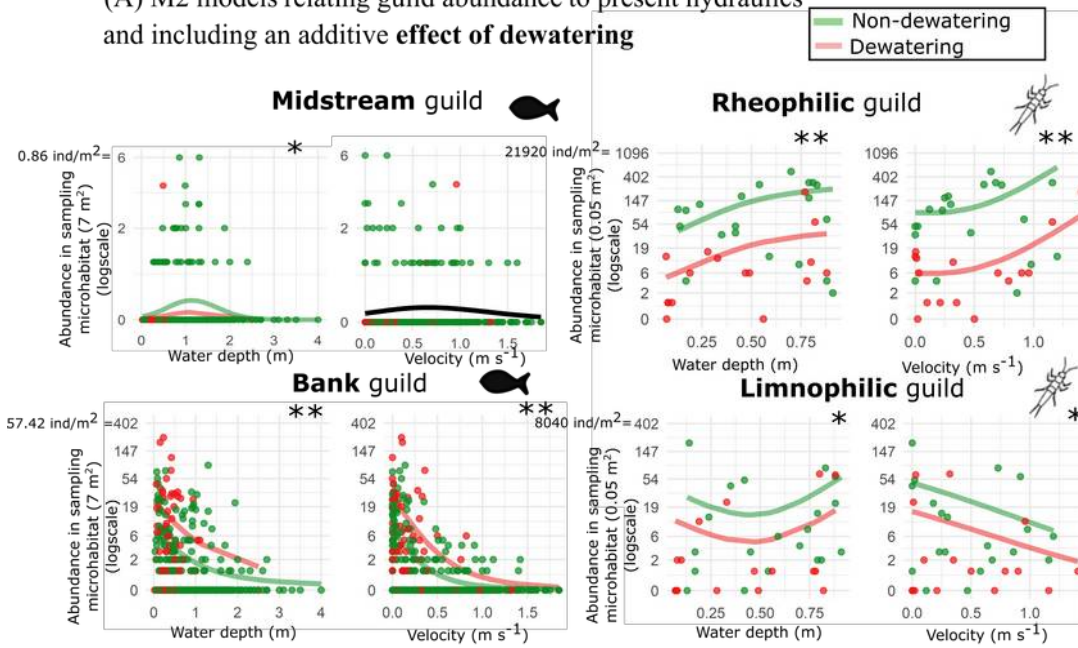 (A) M2 models relating guild abundance to present hydraulics
and including an additive effect of dewatering
Non-dewatering
Dewatering
Midstream guild
0.86 ind/m²=
6
2
0
Abundance in sampling
microhabitat (7 m²)
(logscale)
*
0
1
2
3
4
Water depth (m)
6
2
0
0.0
0.5
1.0
1.5
Velocity (m s⁻¹)
Rheophilic guild
21920 ind/m²=
1096
402
147
54
19
6
2
0
Abundance in sampling
microhabitat (0.05 m²)
(logscale)
**
0.25
0.50
0.75
Water depth (m)
**
1096
402
147
54
19
6
2
0
0.0
0.5
1.0
Velocity (m s⁻¹)
Bank guild
57.42 ind/m²=
402
147
54
19
6
2
0
Abundance in sampling
microhabitat (7 m²)
(logscale)
**
0
1
2
3
4
Water depth (m)
**
402
147
54
19
6
2
0
0.0
0.5
1.0
1.5
Velocity (m s⁻¹)
Limnophilic guild
8040 ind/m²=
402
147
54
19
6
2
0
Abundance in sampling
microhabitat (0.05 m²)
(logscale)
*
0.25
0.50
0.75
Water depth (m)
*
402
147
54
19
6
2
0
0.0
0.5
1.0
Velocity (m s⁻¹)